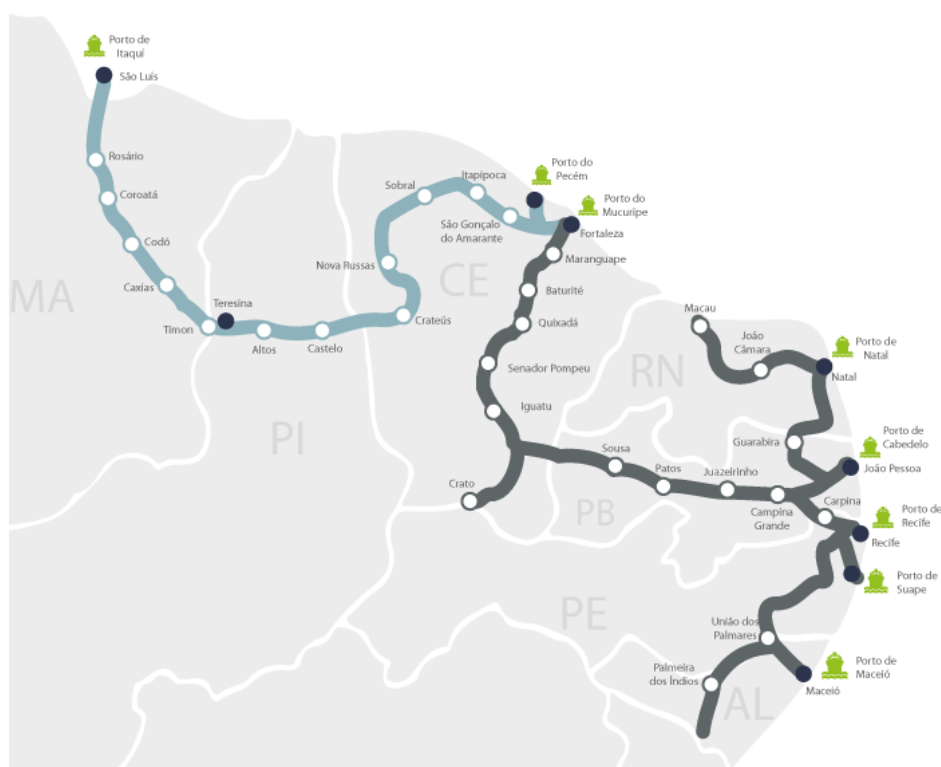 Porto de
Itaquí
São Luís
Rosário
Coroatá
Codó
Caxias
Timon
Teresina
Altos
Castelo
Crateús
Nova Russas
Sobral
Itapípoca
São Gonçalo
do Amarante
Porto do
Pecém
Porto do
Mucuripe
Fortaleza
Maranguape
Baturité
Quixadá
Senador Pompeu
Iguatu
Crato
MA
PI
CE
RN
PB
PE
AL
Macau
João
Câmara
Porto de
Natal
Natal
Guarabira
Porto de
Cabedelo
João Pessoa
Sousa
Patos
Juazeirinho
Campina
Grande
Carpina
Porto de
Recife
Recife
Porto de
Suape
União dos
Palmares
Palmeira
dos Índios
Porto de
Maceió
Maceió